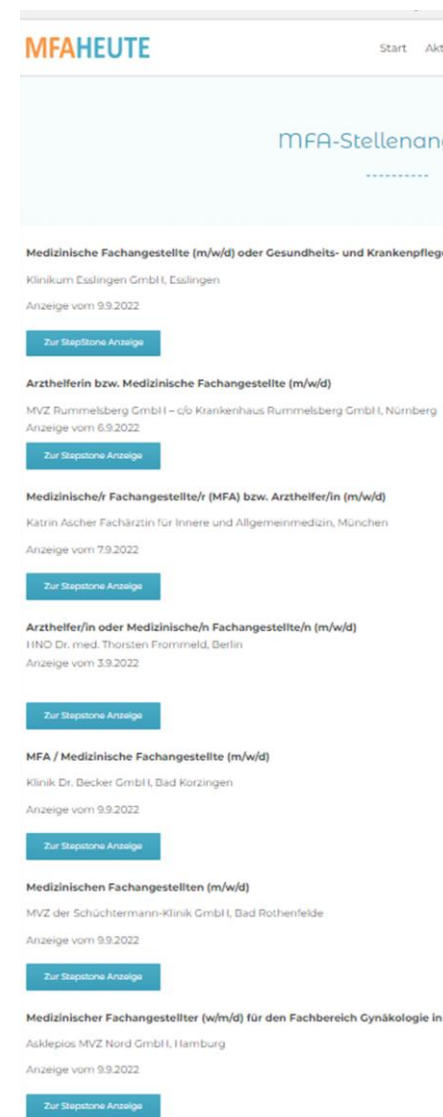 MFAHEUTE
Start Akt
MFA-Stellenan
Medizinische Fachangestellte (m/w/d) oder Gesundheits- und Krankenpfleg
Klinikum Esslingen GmbH, Esslingen
Anzeige vom 9.9.2022
Zur StepStone Anzeige
Arzthelferin bzw. Medizinische Fachangestellte (m/w/d)
MVZ Rummelsberg GmbH – c/o Krankenhaus Rummelsberg GmbH, Nürnberg
Anzeige vom 6.9.2022
Zur Stepstone Anzeige
Medizinische/r Fachangestellte/r (MFA) bzw. Arzthelfer/in (m/w/d)
Katrin Ascher Fachärztin für Innere und Allgemeinmedizin, München
Anzeige vom 7.9.2022
Zur Stepstone Anzeige
Arzthelfer/in oder Medizinische/n Fachangestellte/n (m/w/d)
HNO Dr. med. Thorsten Frommeld, Berlin
Anzeige vom 3.9.2022
Zur Stepstone Anzeige
MFA / Medizinische Fachangestellte (m/w/d)
Klinik Dr. Becker GmbH, Bad Korzingen
Anzeige vom 9.9.2022
Zur Stepstone Anzeige
Medizinischen Fachangestellten (m/w/d)
MVZ der Schüchtermann-Klinik GmbH, Bad Rothenfelde
Anzeige vom 9.9.2022
Zur Stepstone Anzeige
Medizinischer Fachangestellter (w/m/d) für den Fachbereich Gynäkologie in
Asklepios MVZ Nord GmbH, Hamburg
Anzeige vom 9.9.2022
Zur Stepstone Anzeige